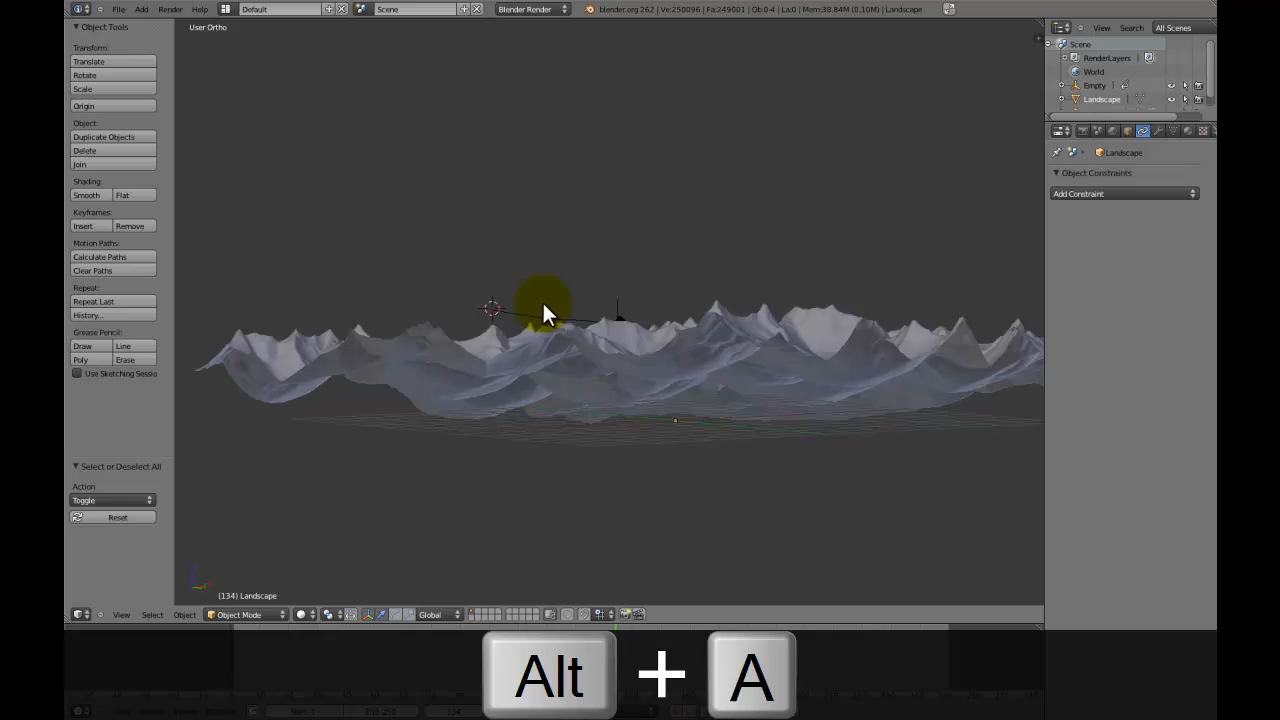 File Add Render Help Default Scene Blender Render blender.org 262 | Ve:250096 | Fa:249001 | Ob:0-4 | La:0 | Mem:38.84M (0.10M) | Landscape
Object Tools
User Ortho
View Search All Scenes
Transform:
Translate
Rotate
Scale
Origin
Object:
Duplicate Objects
Delete
Join
Shading:
Smooth Flat
Keyframes:
Insert Remove
Motion Paths:
Calculate Paths
Clear Paths
Repeat:
Repeat Last
History...
Grease Pencil:
Draw Line
Poly Erase
Use Sketching Sessio
Select or Deselect All
Action
Toggle
Reset
Scene
RenderLayers
World
Empty
Landscape
Landscape
Object Constraints
Add Constraint
(134) Landscape
View Select Object Object Mode Global
Alt + A